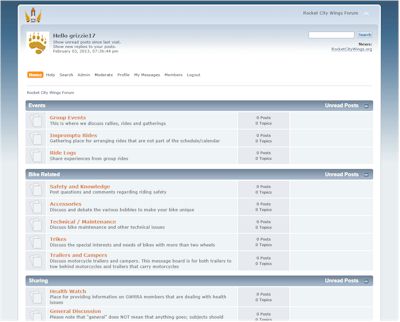 Rocket City Wings Forum
Hello grizzie17
Show unread posts since last visit.
Show new replies to your posts.
February 03, 2013, 07:36:44 pm
Search
News:
RocketCityWings.org
Home Help Search Admin Moderate Profile My Messages Members Logout
Rocket City Wings Forum
Events Unread Posts
Group Events
This is where we discuss rallies, rides and gatherings
0 Posts
0 Topics
Impromptu Rides
Gathering place for arranging rides that are not part of the schedule/calendar
0 Posts
0 Topics
Ride Logs
Share experiences from group rides
0 Posts
0 Topics
Bike Related Unread Posts
Safety and Knowledge
Post questions and comments regarding riding safety
0 Posts
0 Topics
Accessories
Discuss and debate the various bobbles to make your bike unique
0 Posts
0 Topics
Technical / Maintenance
Discuss bike maintenance and other technical issues
0 Posts
0 Topics
Trikes
Discuss the special interests and needs of bikes with more than two wheels
0 Posts
0 Topics
Trailers and Campers
Discuss motorcycle trailers and campers. This message board is for both trailers to
tow behind motorcycles and trailers that carry motorcycles
0 Posts
0 Topics
Sharing Unread Posts
Health Watch
Place for providing information on GWRRA members that are dealing with health
issues
0 Posts
0 Topics
General Discussion
Please note that "general" does NOT mean that anything goes; subjects should
0 Posts
0 Topics